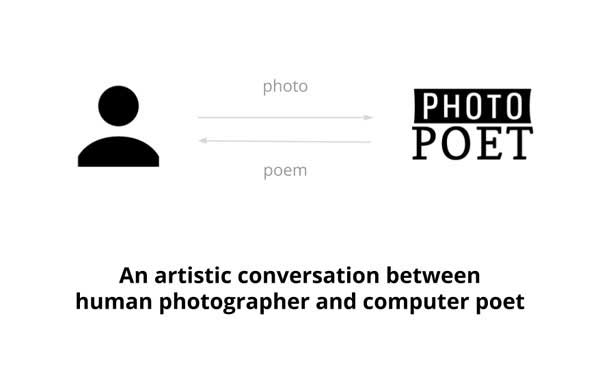 photo
PHOTO
POET
poem
An artistic conversation between
human photographer and computer poet